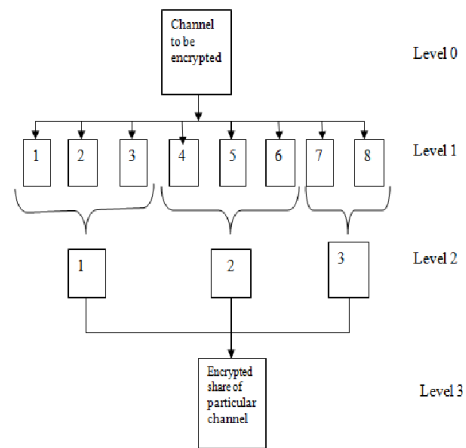 Channel
to be
encrypted
Level 0
1 2 3 4 5 6 7 8
Level 1
1 2 3
Level 2
Encrypted
share of
particular
channel
Level 3